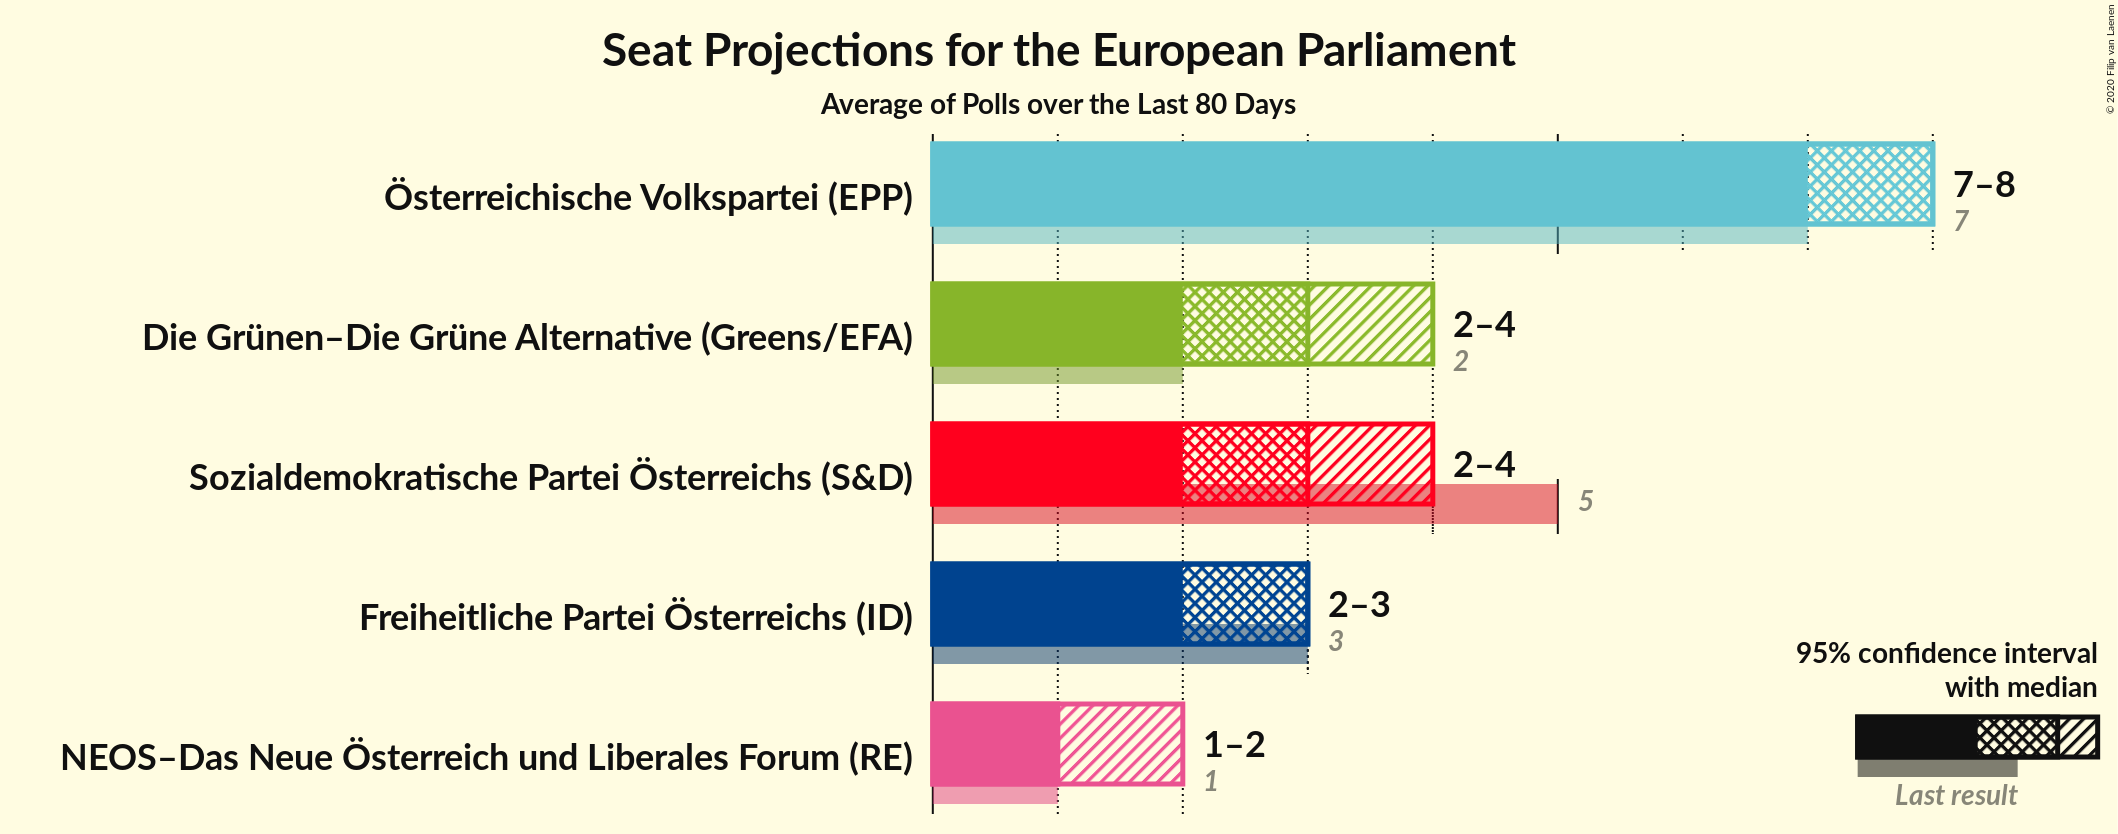 Seat Projections for the European Parliament
Average of Polls over the Last 80 Days
© 2020 Filip van Laenen
Österreichische Volkspartei (EPP)
7–8
7
Die Grünen–Die Grüne Alternative (Greens/EFA)
2–4
2
Sozialdemokratische Partei Österreichs (S&D)
2–4
5
Freiheitliche Partei Österreichs (ID)
2–3
3
NEOS–Das Neue Österreich und Liberales Forum (RE)
1–2
1
95% confidence interval
with median
Last result